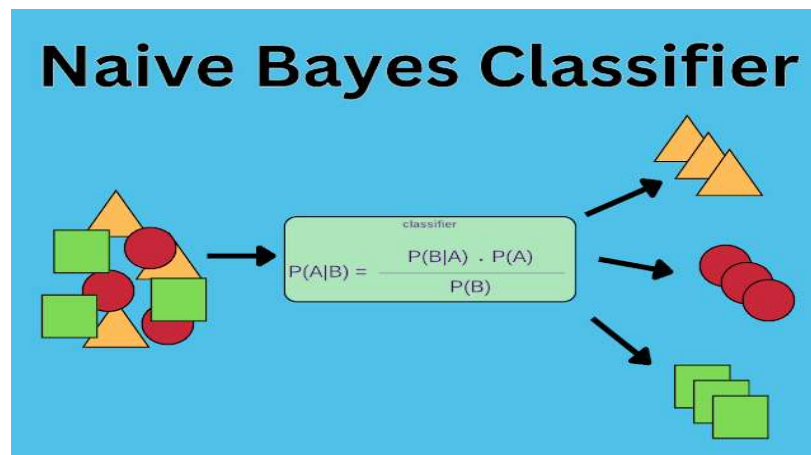 Naive Bayes Classifier
classifier
P(A|B) = P(B|A) . P(A)
P(B)